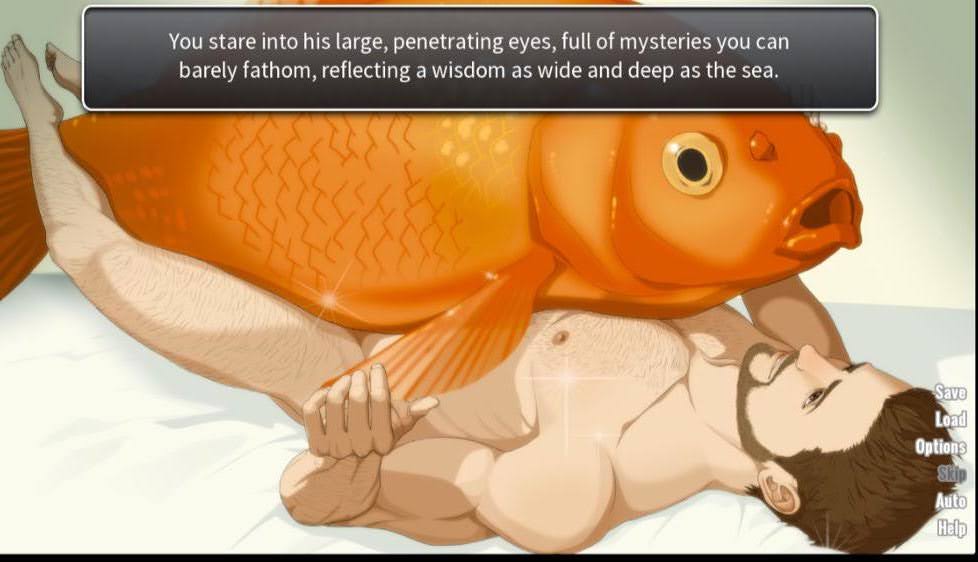 You stare into his large, penetrating eyes, full of mysteries you can
barely fathom, reflecting a wisdom as wide and deep as the sea.
Save
Load
Options
Skip
Auto
Help